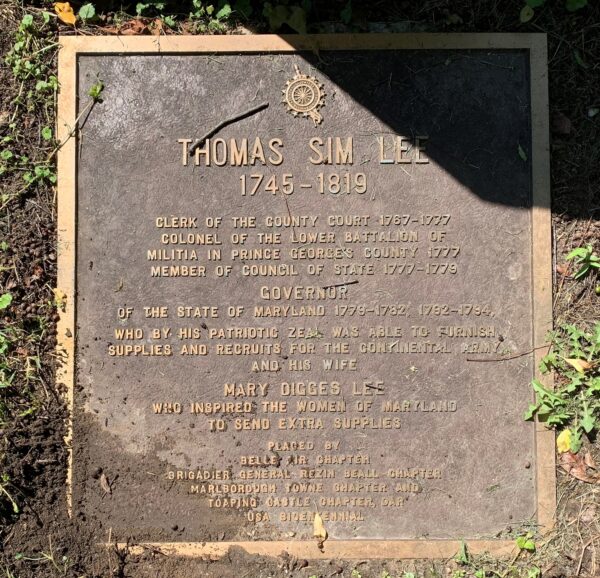 THOMAS SIM LEE
1745-1819
CLERK OF THE COUNTY COURT 1767-1777
COLONEL OF THE LOWER BATTALION OF
MILITIA IN PRINCE GEORGE'S COUNTY 1777
MEMBER OF COUNCIL OF STATE 1777-1779
GOVERNOR
OF THE STATE OF MARYLAND 1779-1782, 1792-1794,
WHO BY HIS PATRIOTIC ZEAL WAS ABLE TO FURNISH
SUPPLIES AND RECRUITS FOR THE CONTINENTAL ARMY
AND HIS WIFE
MARY DIGGES LEE
WHO INSPIRED THE WOMEN OF MARYLAND
TO SEND EXTRA SUPPLIES
PLACED BY
BELLE AIR CHAPTER
BRIGADIER GENERAL REZIN BEALL CHAPTER
MARLBOROUGH TOWNE CHAPTER AND
TOAPING CASTLE CHAPTER, DAR
USA BICENTENNIAL